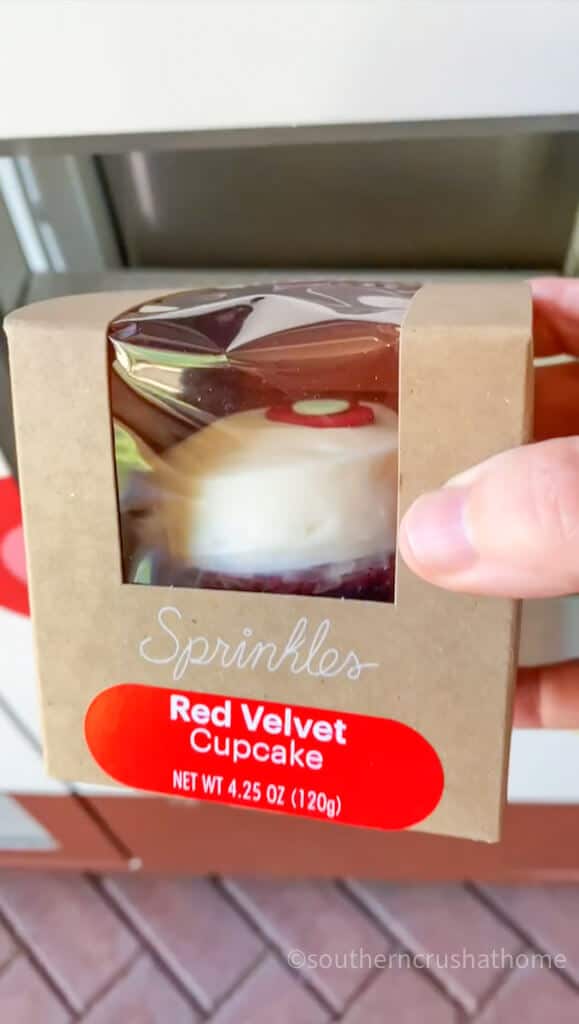 Sprinkles
Red Velvet
Cupcake
NET WT 4.25 OZ (120g)
©southerncrushathome